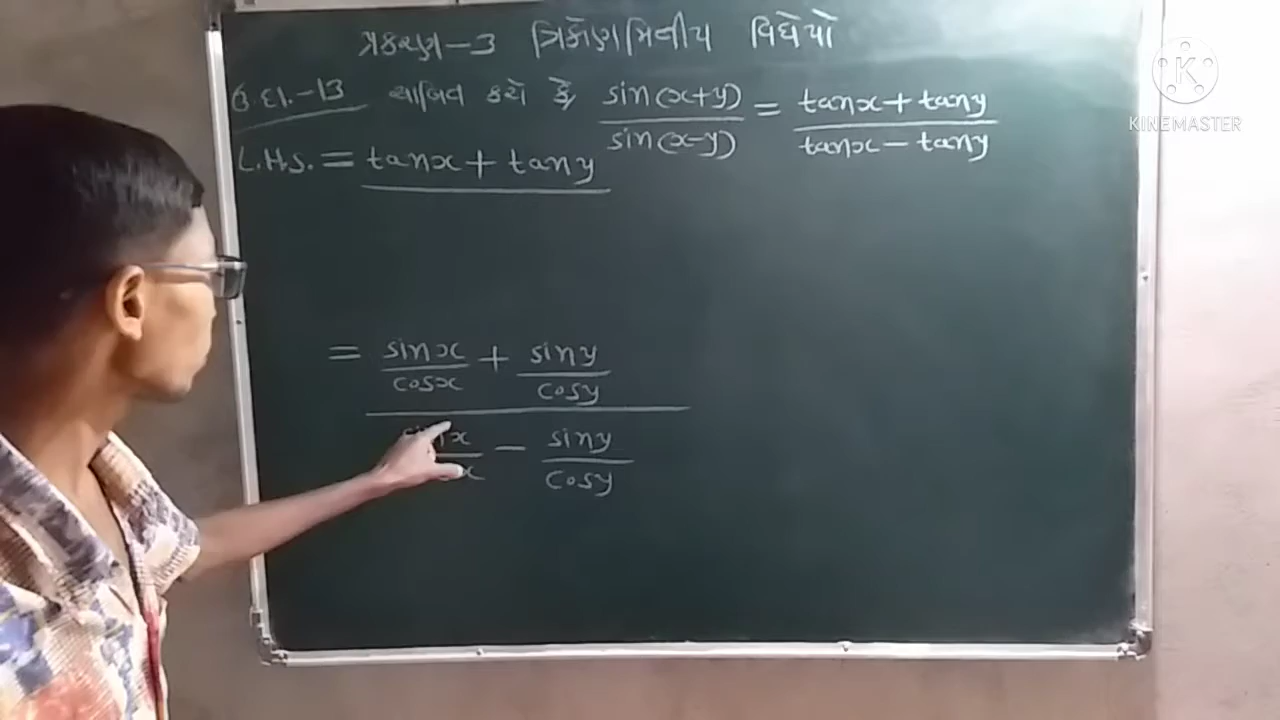 પ્રકરણ-3 ત્રિકોણમિતીય વિધેયો
ઉ.દા.-13 સાબિત કરો કે sin(x+y)/sin(x-y) = tanx + tany/tanx - tany
L.H.S. = tanx + tany
= sinx/cosx + siny/cosy
sinx - siny/cosy
K
KINEMASTER